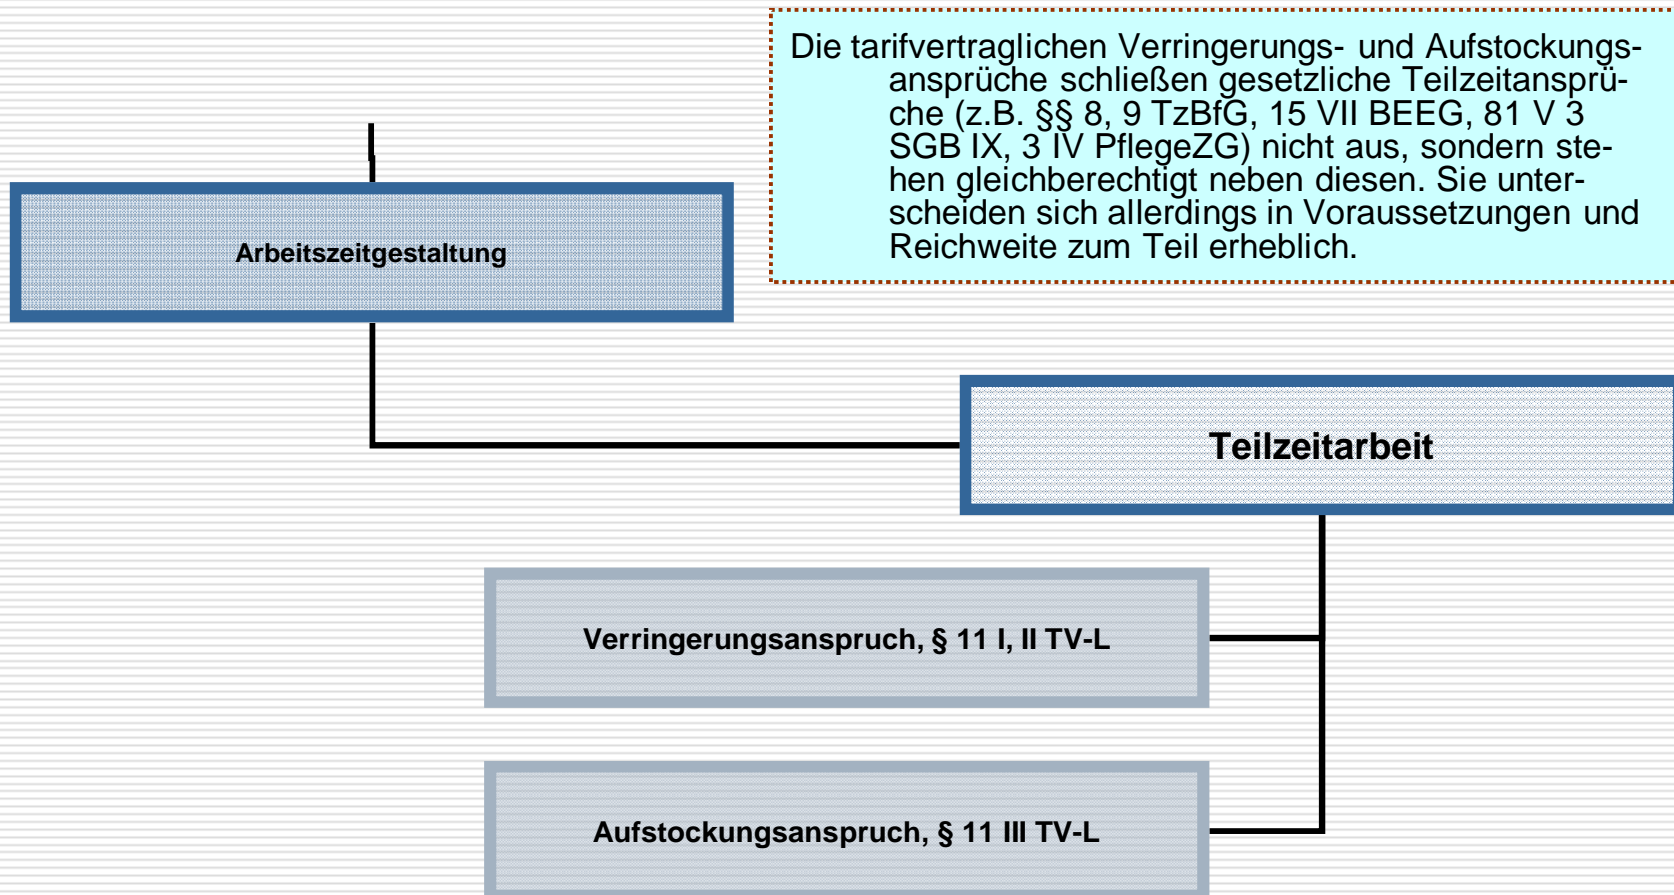 Die tarifvertraglichen Verringerungs- und Aufstockungs-
ansprüche schließen gesetzliche Teilzeitansprü-
che (z.B. §§ 8, 9 TzBfG, 15 VII BEEG, 81 V 3
SGB IX, 3 IV PflegeZG) nicht aus, sondern ste-
hen gleichberechtigt neben diesen. Sie unter-
scheiden sich allerdings in Voraussetzungen und
Reichweite zum Teil erheblich.
Arbeitszeitgestaltung
Teilzeitarbeit
Verringerungsanspruch, § 11 I, II TV-L
Aufstockungsanspruch, § 11 III TV-L